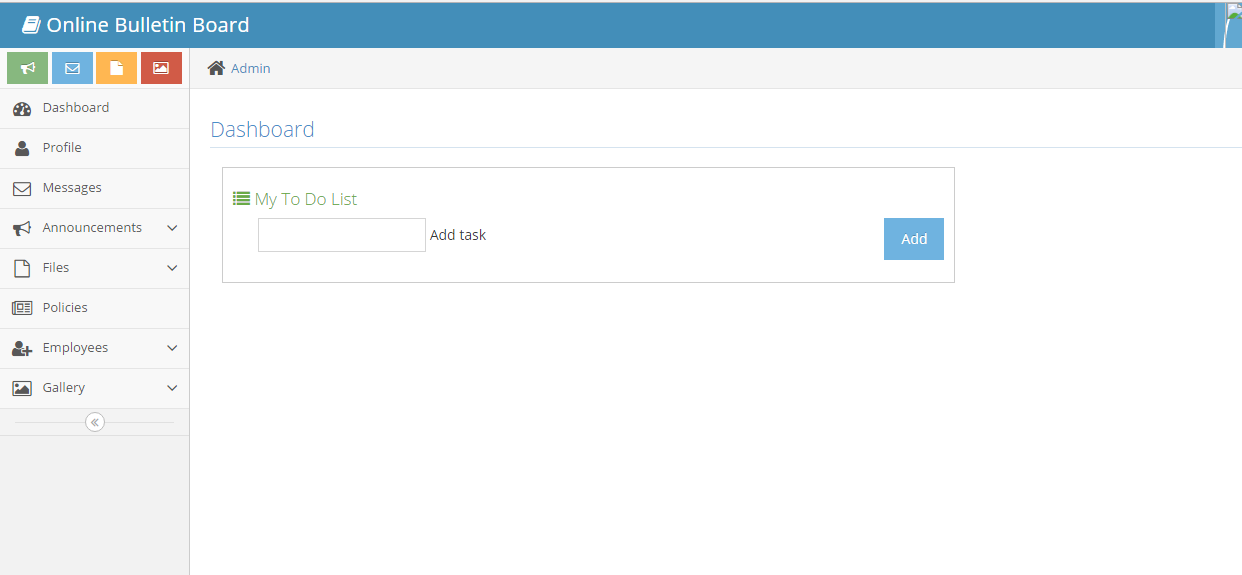 Online Bulletin Board
Admin
Dashboard
Profile
Messages
Announcements
Files
Policies
Employees
Gallery
Dashboard
My To Do List
Add task
Add